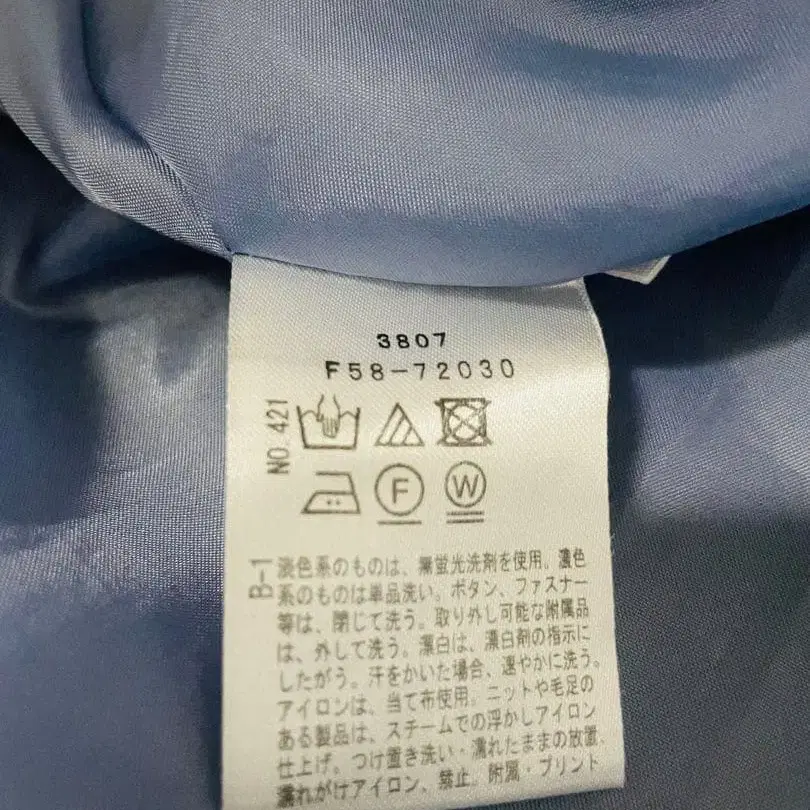 3807
F58-72030
NO.421
F
W
B-1
淡色系のものは、無蛍光洗剤を使用。濃色
系のものは単品洗い。ボタン、ファスナー
等は、閉じて洗う。取り外し可能な附属品
は、外して洗う。漂白は、漂白剤の指示に
したがう。汗をかいた場合、速やかに洗う。
アイロンは、当て布使用。ニットや毛足の
ある製品は、スチームでの浮かしアイロン
仕上げ。つけ置き洗い・濡れたままの放置、
濡れがけアイロン、禁止。附属・プリント